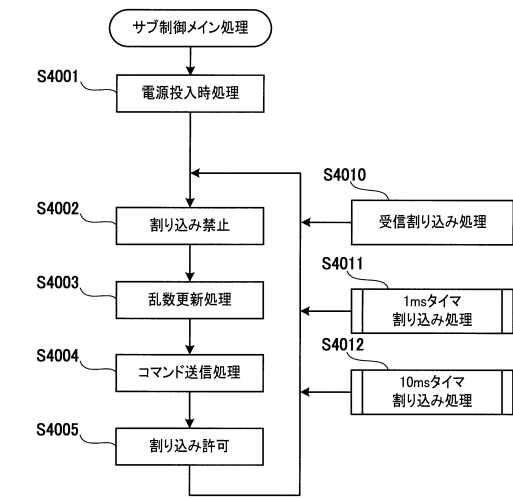 サブ制御メイン処理
S4001
電源投入時処理
S4002
割り込み禁止
S4003
乱数更新処理
S4004
コマンド送信処理
S4005
割り込み許可
S4010
受信割り込み処理
S4011
1msタイマ
割り込み処理
S4012
10msタイマ
割り込み処理